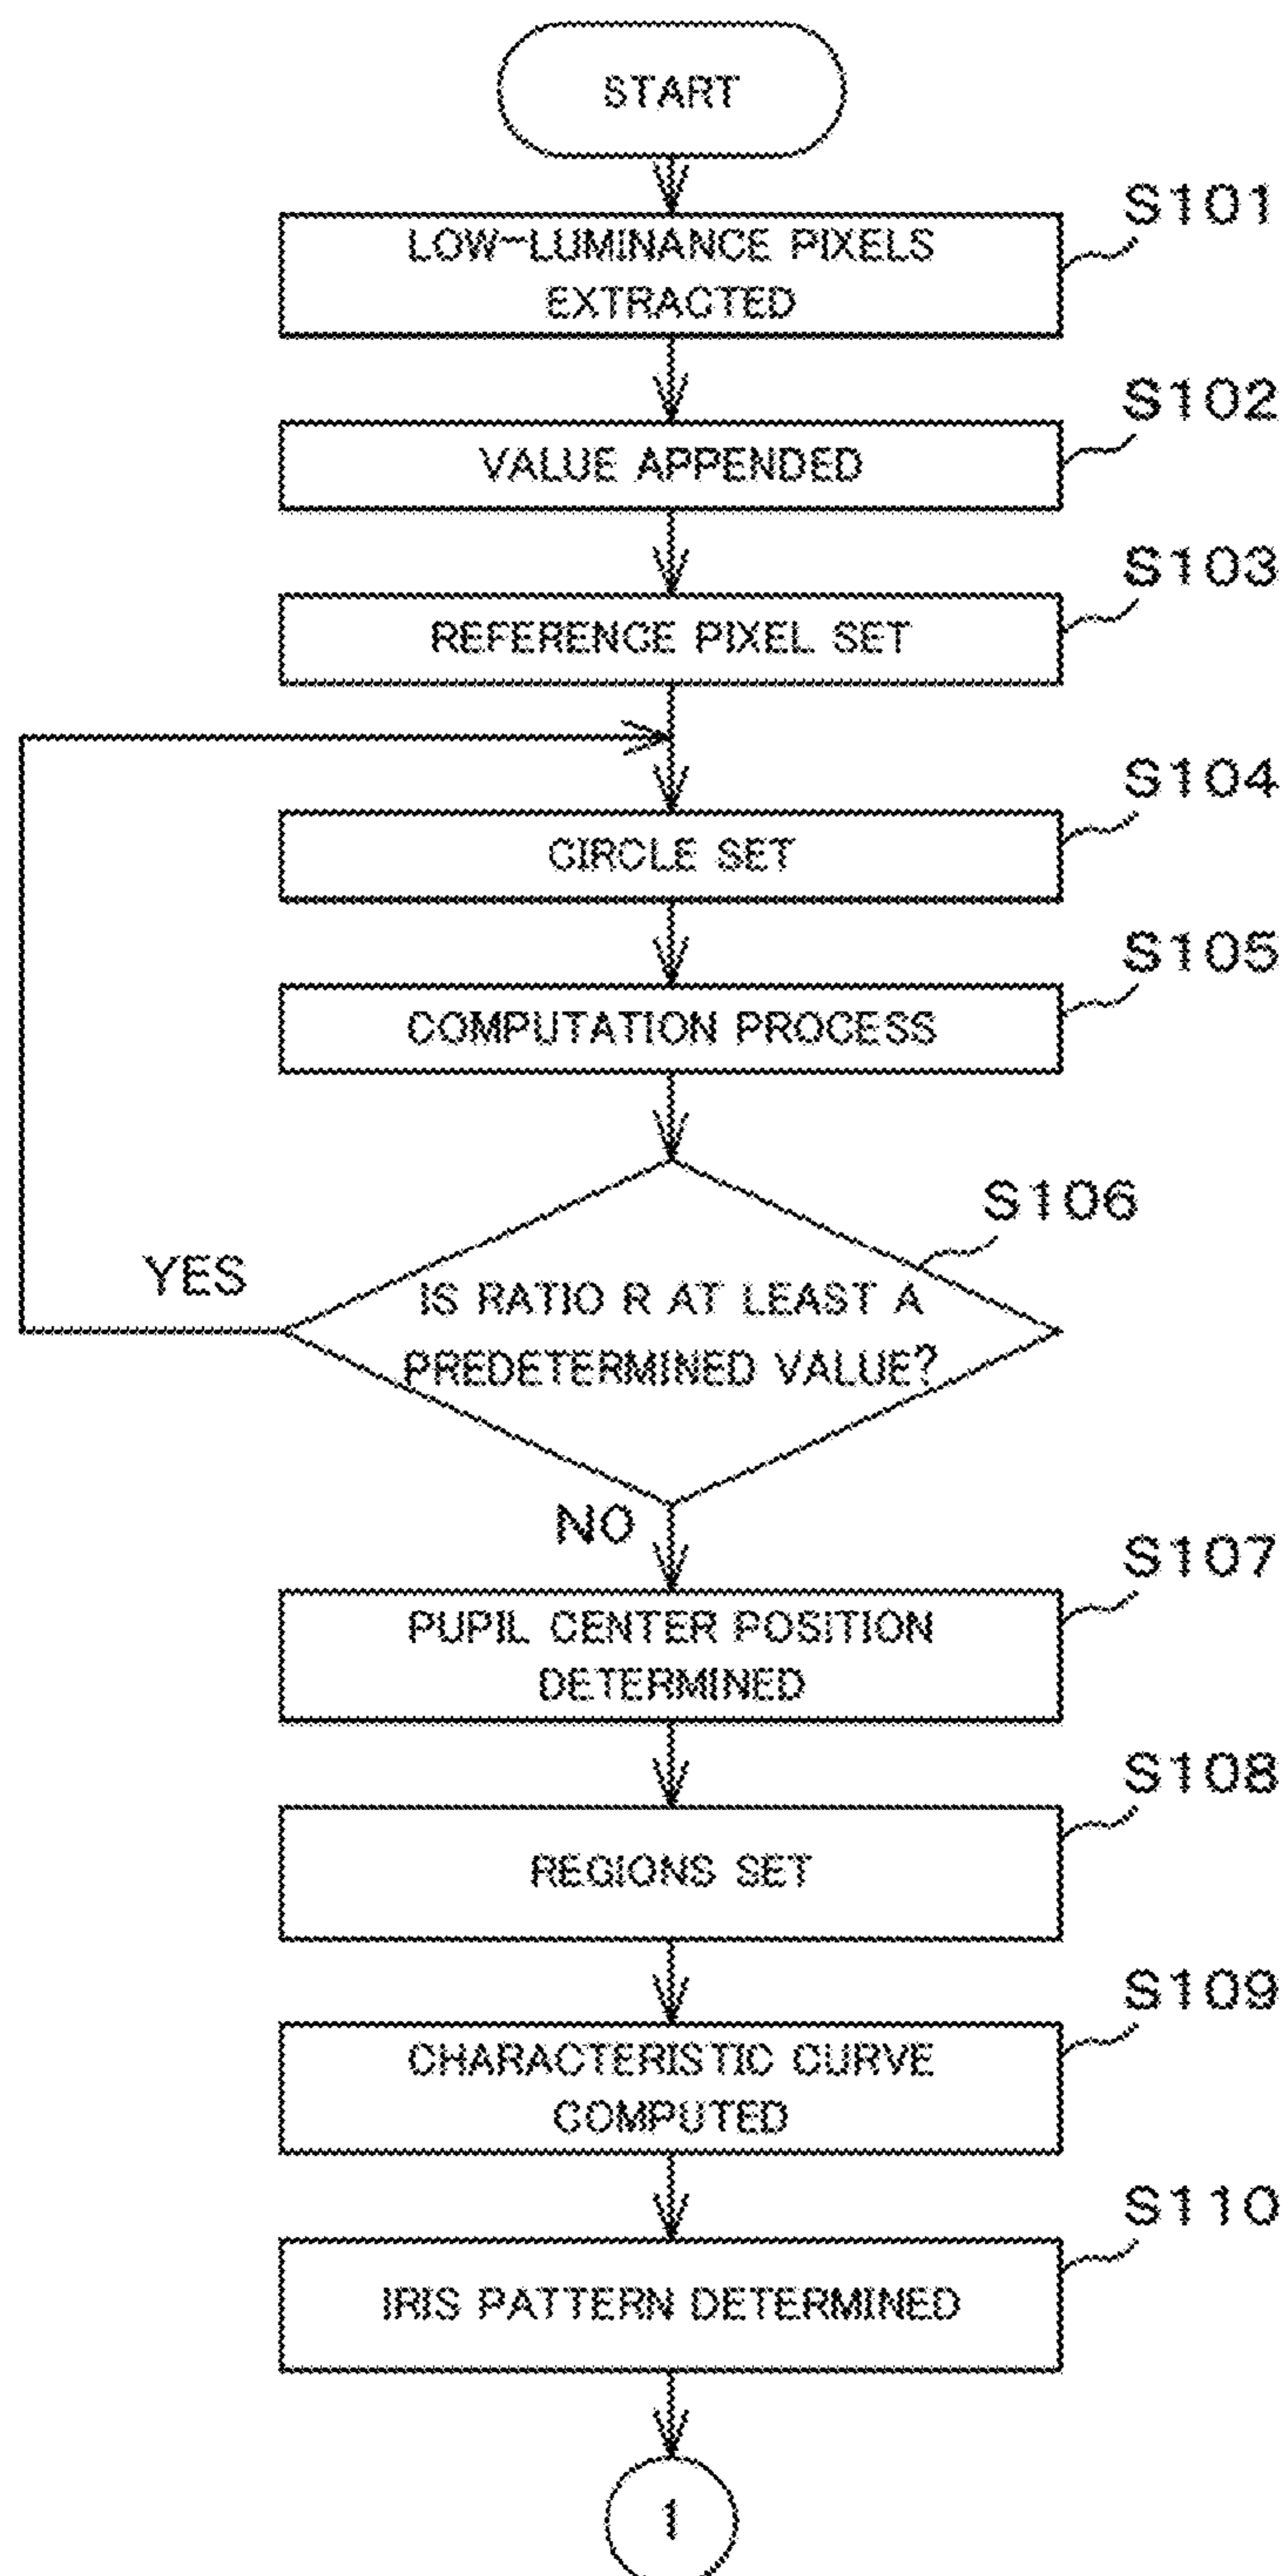 START
S101
LOW-LUMINANCE PIXELS
EXTRACTED
S102
VALUE APPENDED
S103
REFERENCE PIXEL SET
S104
CIRCLE SET
S105
COMPUTATION PROCESS
S106
YES
IS RATIO R AT LEAST A
PREDETERMINED VALUE?
NO
S107
PUPIL CENTER POSITION
DETERMINED
S108
REGIONS SET
S109
CHARACTERISTIC CURVE
COMPUTED
S110
IRIS PATTERN DETERMINED
1